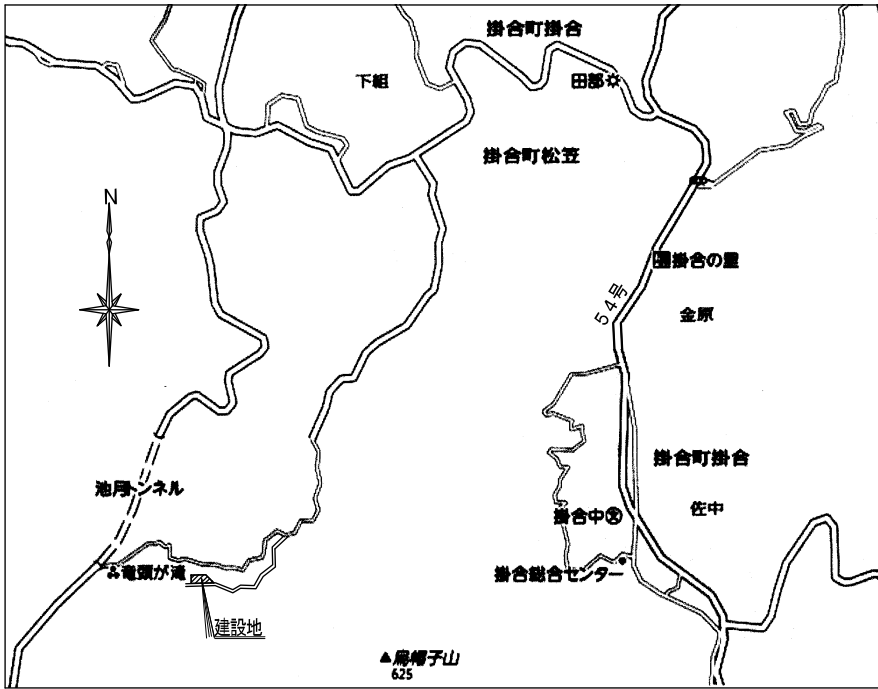 掛合町掛合
下組
田部
掛合町松笠
N
掛合の里
54号
金原
掛合町掛合
池月トンネル
佐中
掛合中
文
竜頭が滝
掛合総合センター
建設地
烏帽子山
625